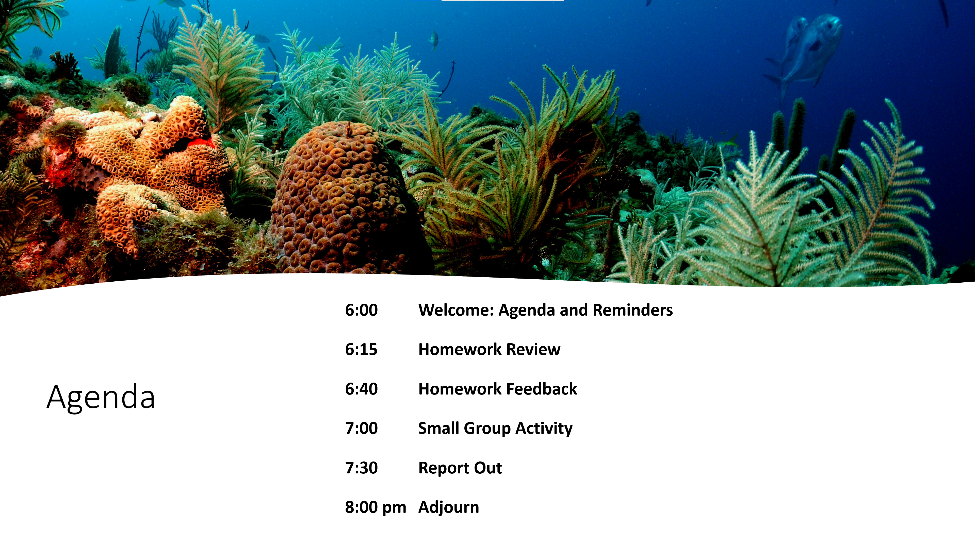 Agenda
6:00 Welcome: Agenda and Reminders
6:15 Homework Review
6:40 Homework Feedback
7:00 Small Group Activity
7:30 Report Out
8:00 pm Adjourn